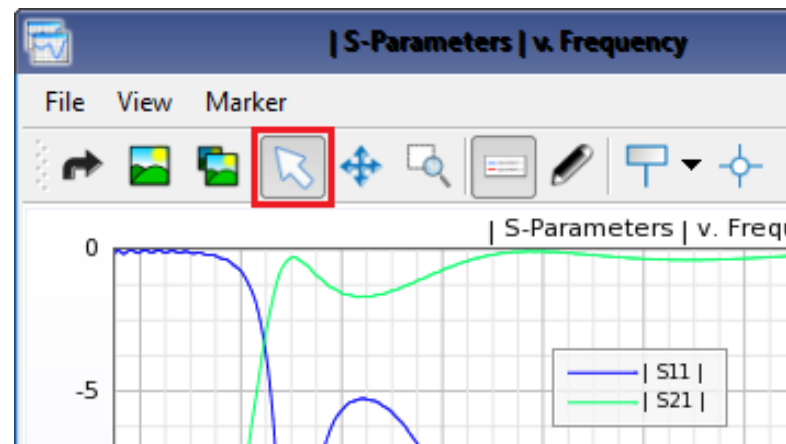 | S-Parameters | v. Frequency
File View Marker
| S-Parameters | v. Frequ
0
| S11 |
-5
| S21 |